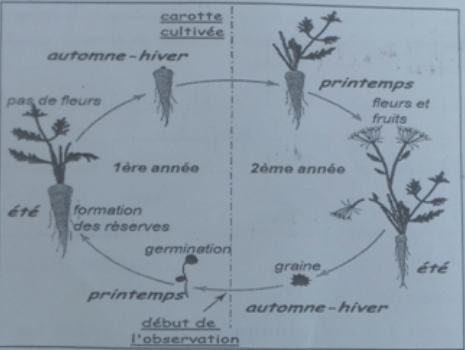 carotte
cultivée
automne-hiver
printemps
pas de fleurs
fleurs et
fruits
1ère année
2ème année
été
formation
des réserves
germination
graine
été
printemps
automne-hiver
début de
l'observation